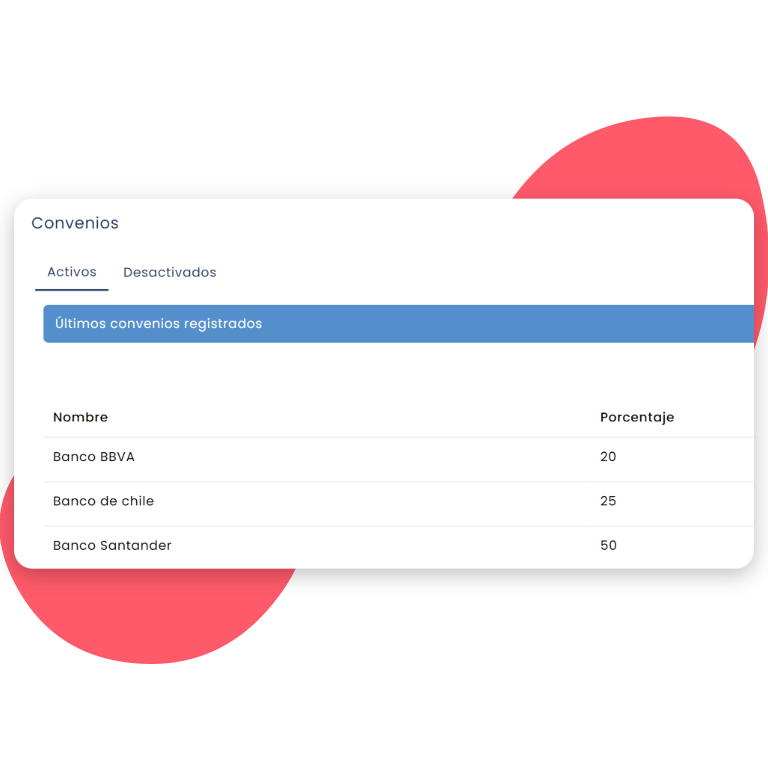 Convenios
Activos Desactivados
Últimos convenios registrados
Nombre Porcentaje
Banco BBVA 20
Banco de chile 25
Banco Santander 50